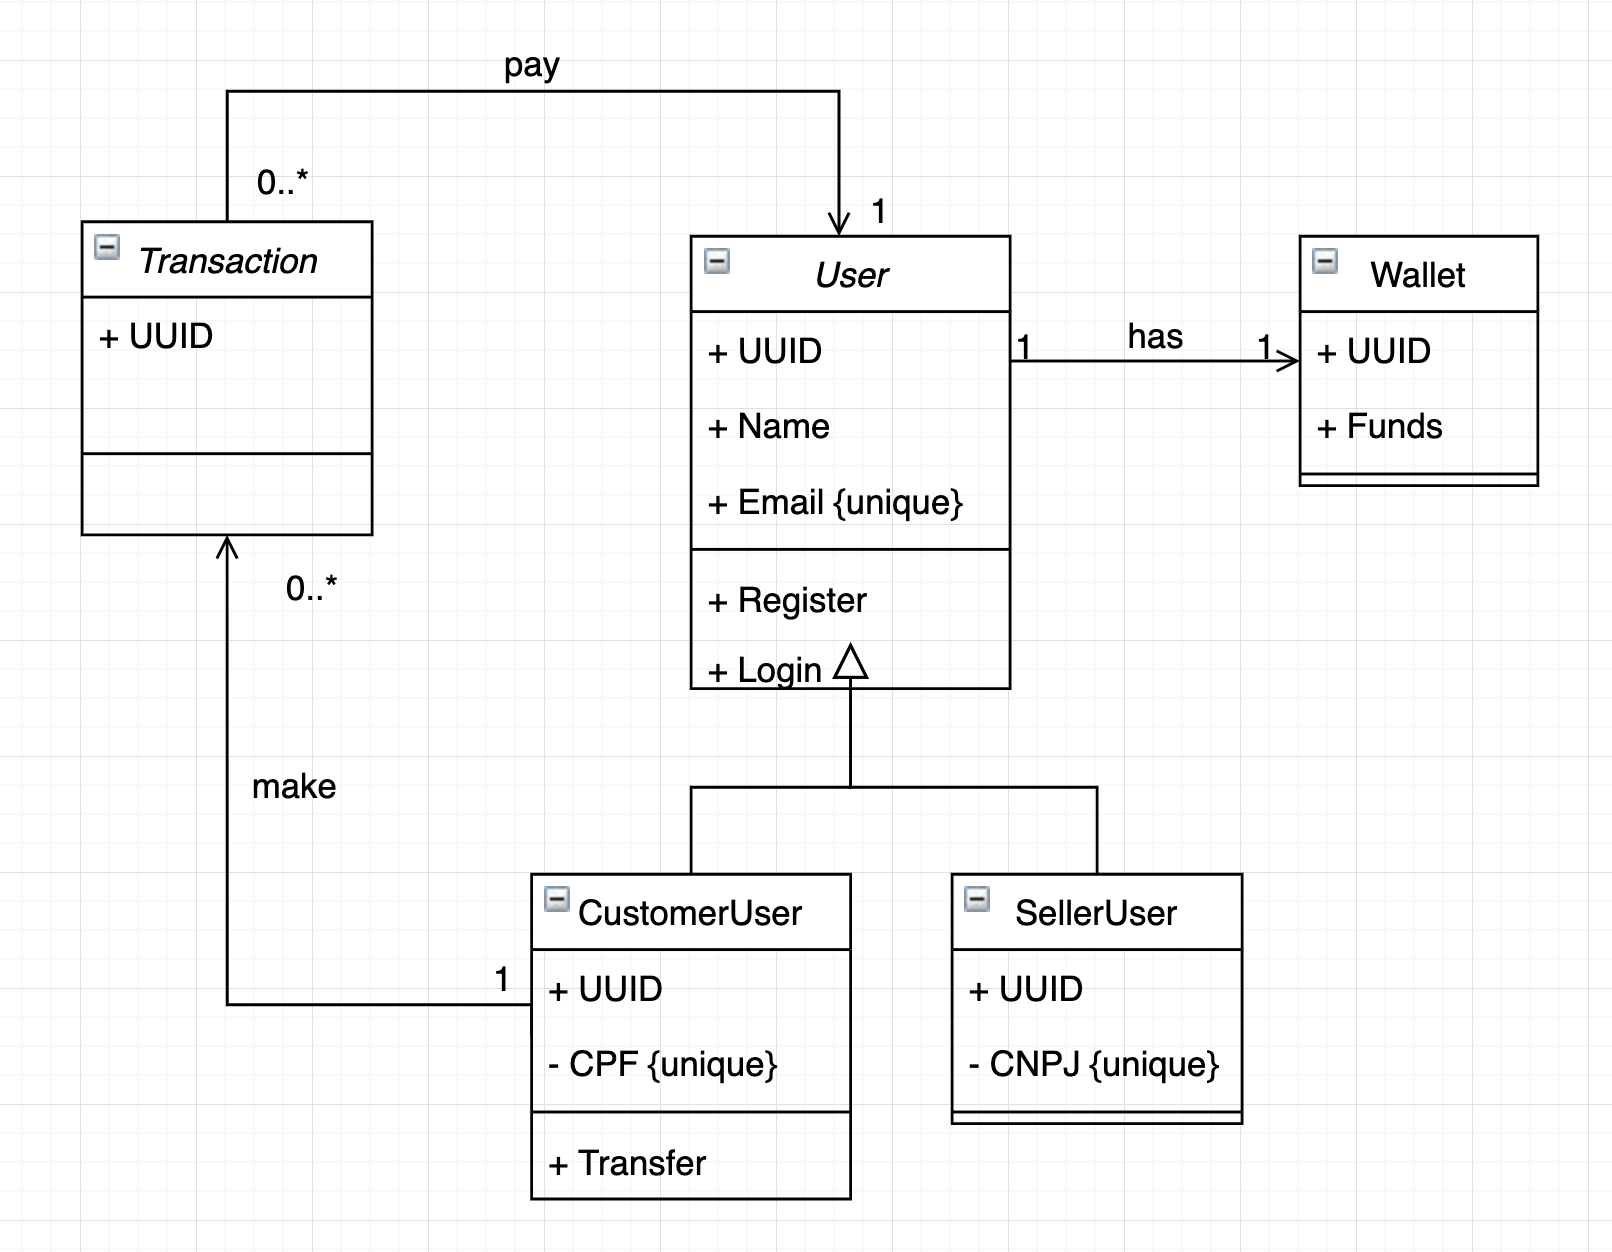 pay
0..*
1
Transaction
+ UUID
User
+ UUID
+ Name
+ Email {unique}
+ Register
+ Login
1
has
1
Wallet
+ UUID
+ Funds
0..*
make
1
CustomerUser
+ UUID
- CPF {unique}
+ Transfer
SellerUser
+ UUID
- CNPJ {unique}